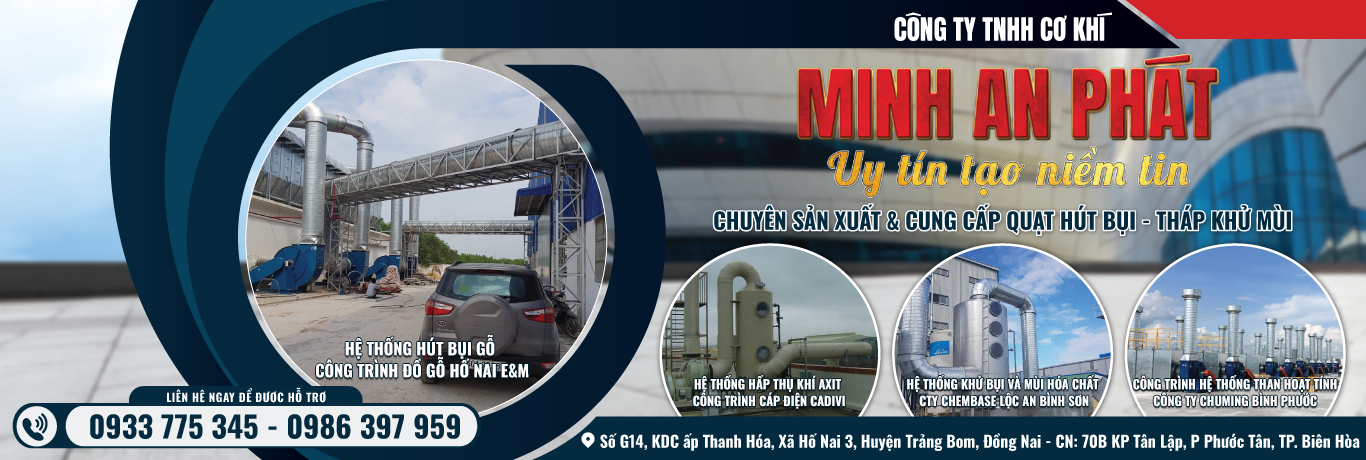 CÔNG TY TNHH CƠ KHÍ
MINH AN PHÁT
Uy tín tạo niềm tin
CHUYÊN SẢN XUẤT & CUNG CẤP QUẠT HÚT BỤI - THÁP KHỬ MÙI
HỆ THỐNG HÚT BỤI GỖ
CÔNG TRÌNH ĐỒ GỖ HỐ NAI E&M
HỆ THỐNG HẤP THỤ KHÍ AXIT
CÔNG TRÌNH CÁP ĐIỆN CADIVI
HỆ THỐNG KHỬ BỤI VÀ MÙI HÓA CHẤT
CTY CHEMBASE LỘC AN BÌNH SƠN
CÔNG TRÌNH HỆ THỐNG THAN HOẠT TÍNH
CÔNG TY CHUMING BÌNH PHƯỚC
LIÊN HỆ NGAY ĐỂ ĐƯỢC HỖ TRỢ
0933 775 345 - 0986 397 959
Số G14, KDC ấp Thanh Hóa, Xã Hố Nai 3, Huyện Trảng Bom, Đồng Nai - CN: 70B KP Tân Lập, P Phước Tân, TP. Biên Hòa